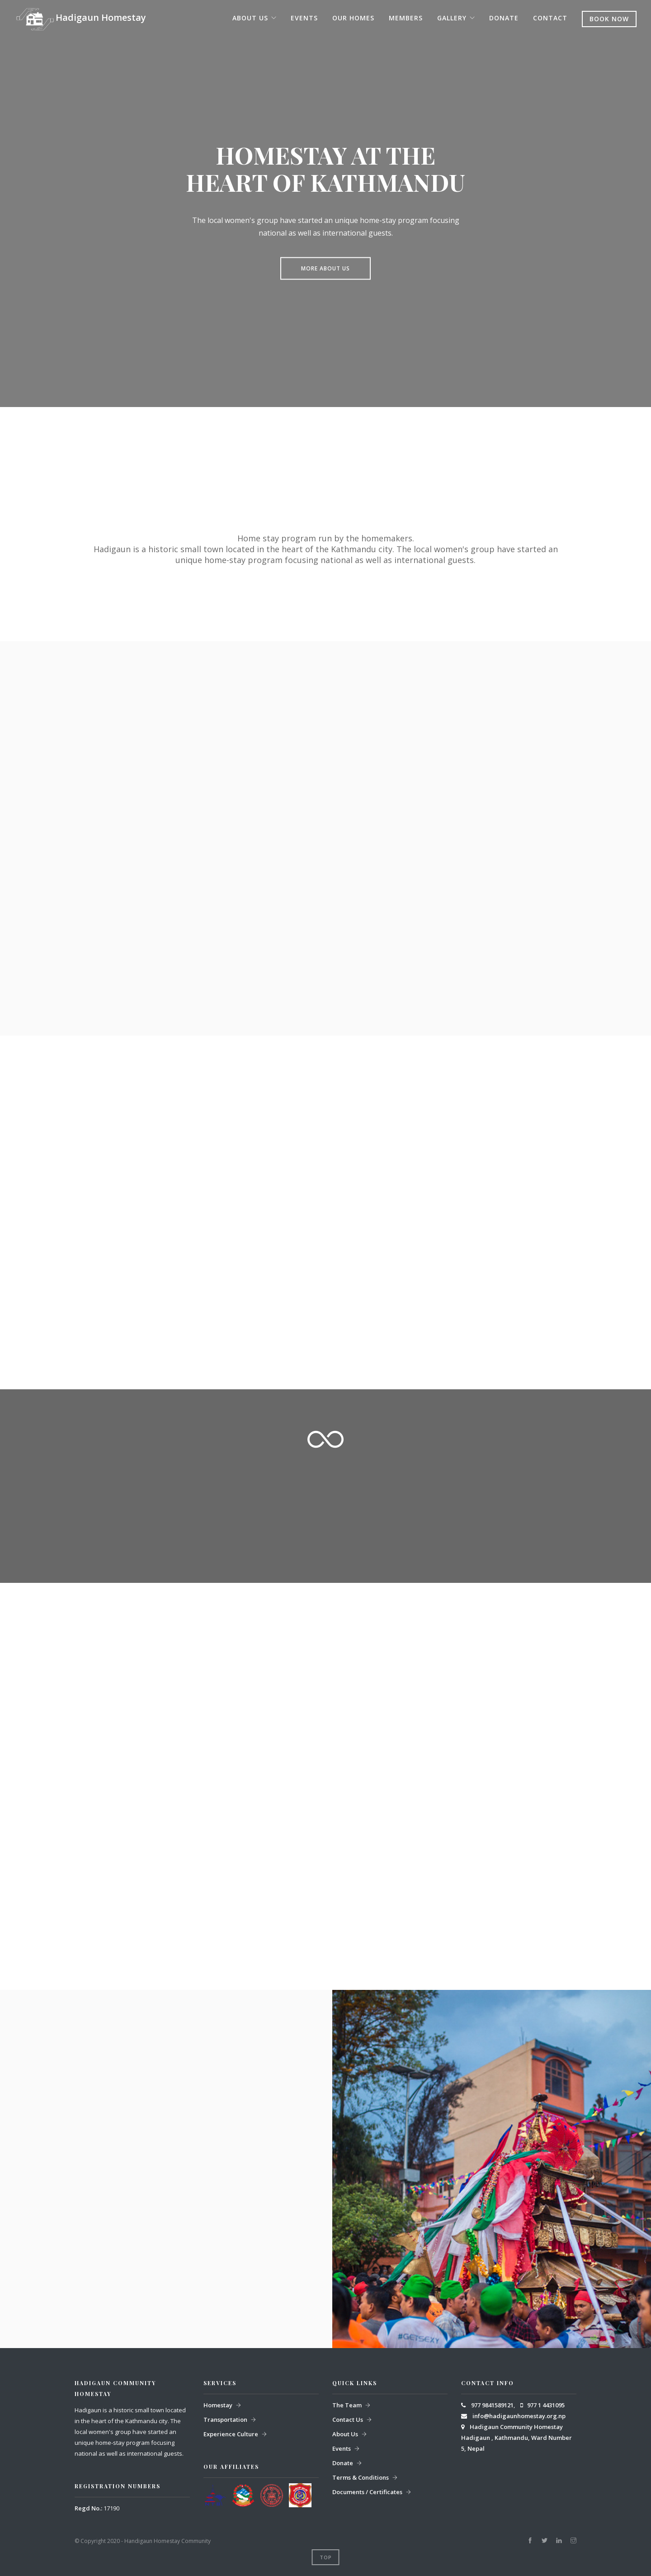 Hadigaun Homestay
ABOUT US
EVENTS
OUR HOMES
MEMBERS
GALLERY
DONATE
CONTACT
BOOK NOW
HOMESTAY AT THE
HEART OF KATHMANDU
The local women's group have started an unique home-stay program focusing
national as well as international guests.
MORE ABOUT US
Home stay program run by the homemakers.
Hadigaun is a historic small town located in the heart of the Kathmandu city. The local women's group have started an
unique home-stay program focusing national as well as international guests.
#GETSEXY
HADIGAUN COMMUNITY
HOMESTAY
Hadigaun is a historic small town located
in the heart of the Kathmandu city. The
local women's group have started an
unique home-stay program focusing
national as well as international guests.
REGISTRATION NUMBERS
Regd No.: 17190
SERVICES
Homestay
Transportation
Experience Culture
OUR AFFILIATES
QUICK LINKS
The Team
Contact Us
About Us
Events
Donate
Terms & Conditions
Documents / Certificates
CONTACT INFO
977 9841589121, 977 1 4431095
info@hadigaunhomestay.org.np
Hadigaun Community Homestay
Hadigaun , Kathmandu, Ward Number
5, Nepal
© Copyright 2020 - Handigaun Homestay Community
TOP